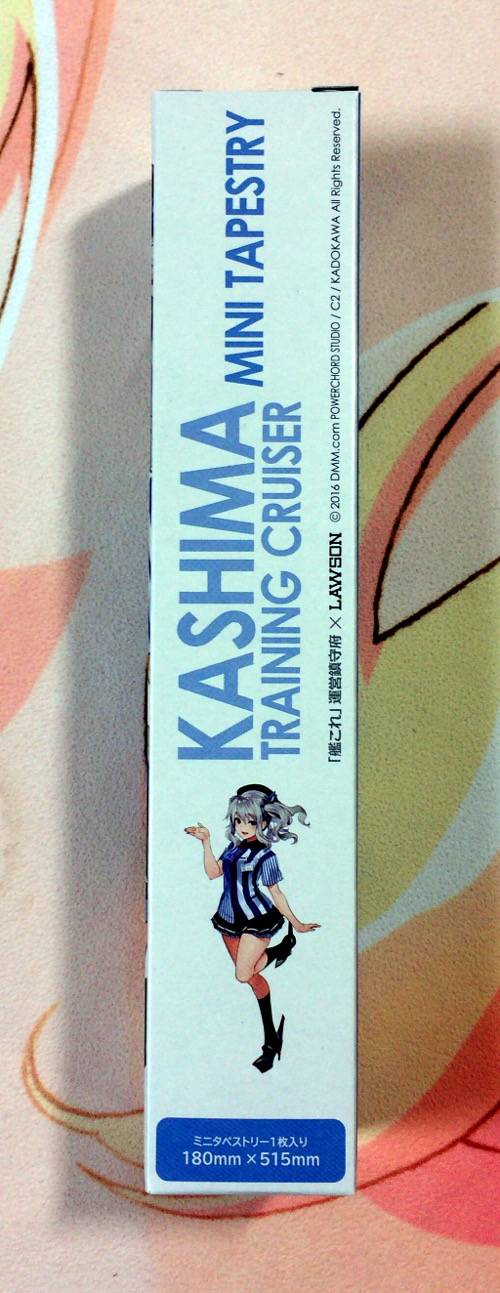 KASHIMA MINI TAPESTRY
TRAINING CRUISER
「艦これ」運営鎮守府 × LAWSON © 2016 DMM.com POWERCHORD STUDIO / C2 / KADOKAWA All Rights Reserved.
ミニタペストリー1枚入り
180mm × 515mm